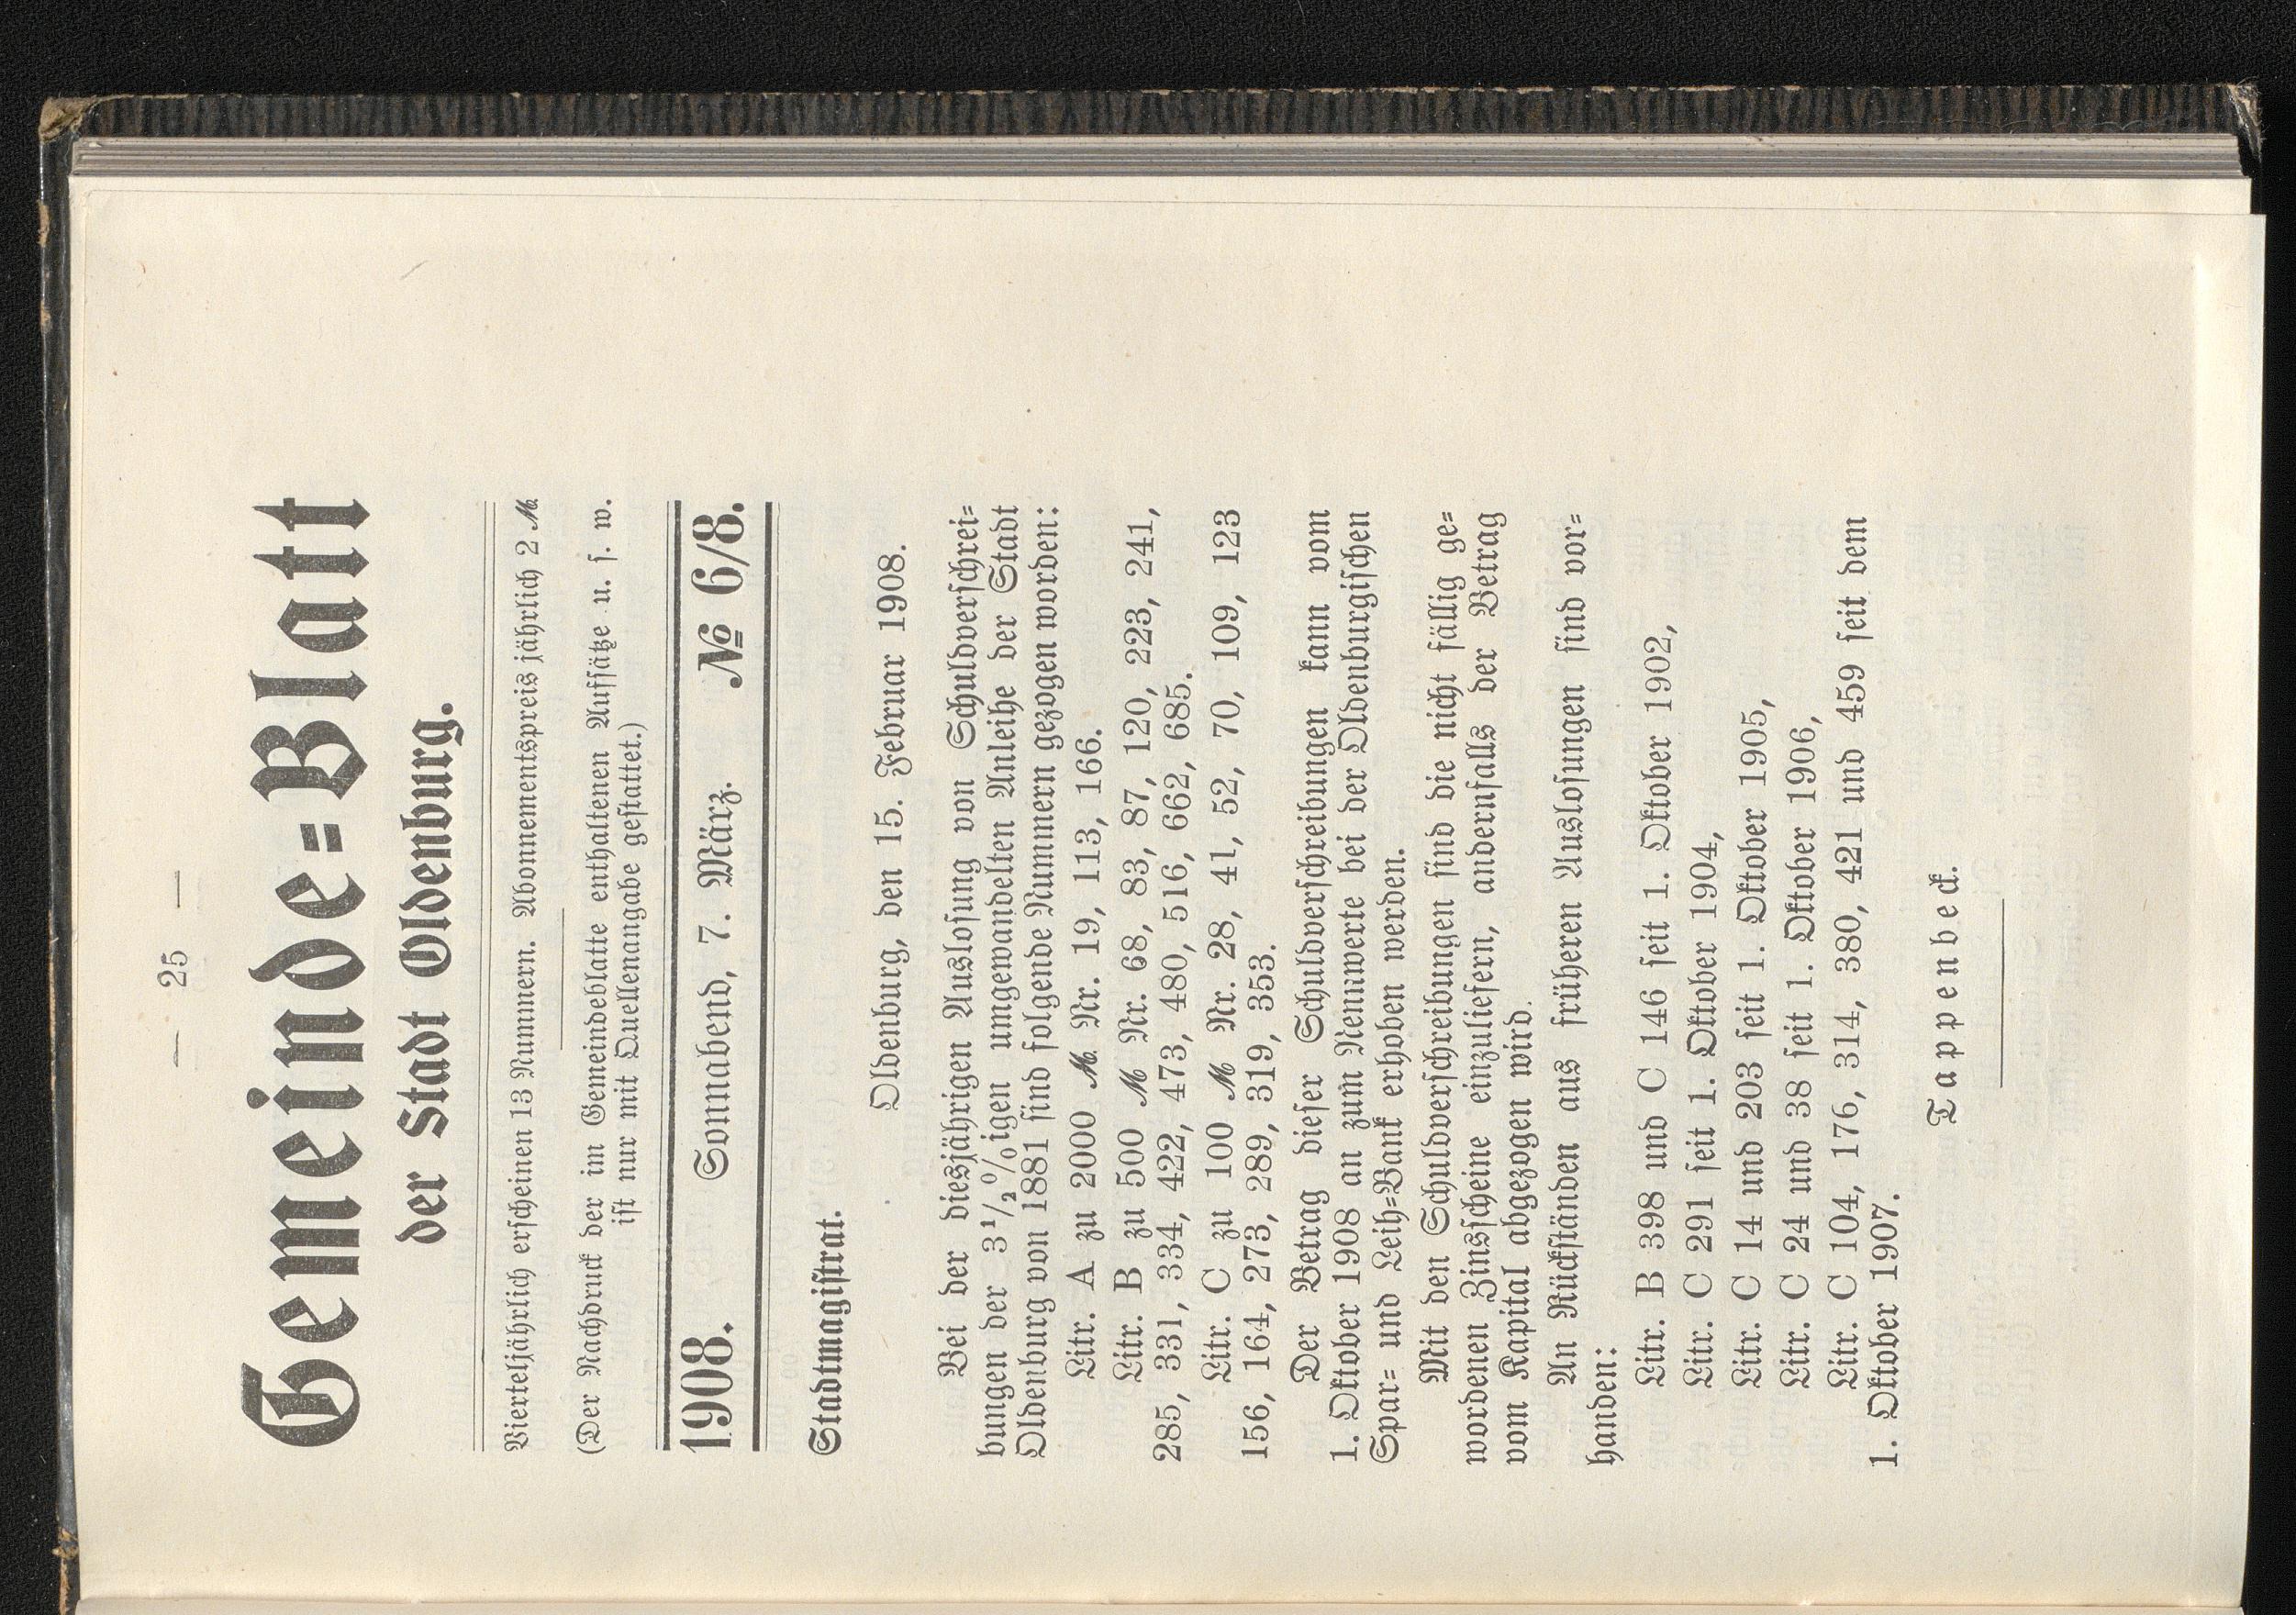 — 25 —
Gemeinde=Blatt
der Stadt Oldenburg.
Vierteljährlich erscheinen 13 Nummern. Abonnementspreis jährlich 2 ℳ
(Der Nachdruck der im Gemeindeblatte enthaltenen Aufsätze u. s. w.
ist nur mit Quellenangabe gestattet.)
1908. Sonnabend, 7. März. № 6/8.
Stadtmagistrat.
Oldenburg, den 15. Februar 1908.
Bei der diesjährigen Auslosung von Schuldverschrei=
bungen der 3 1/2 %igen umgewandelten Anleihe der Stadt
Oldenburg von 1881 sind folgende Nummern gezogen worden:
Litr. A zu 2000 ℳ Nr. 19, 113, 166.
Litr. B zu 500 ℳ Nr. 68, 83, 87, 120, 223, 241,
285, 331, 334, 422, 473, 480, 516, 662, 685.
Litr. C zu 100 ℳ Nr. 28, 41, 52, 70, 109, 123
156, 164, 273, 289, 319, 353.
Der Betrag dieser Schuldverschreibungen kann vom
1. Oktober 1908 an zum Nennwerte bei der Oldenburgischen
Spar= und Leih=Bank erhoben werden.
Mit den Schuldverschreibungen sind die nicht fällig ge=
wordenen Zinsscheine einzuliefern, andernfalls der Betrag
vom Kapital abgezogen wird.
An Rückständen aus früheren Auslosungen sind vor=
handen:
Litr. B 398 und C 146 seit 1. Oktober 1902,
Litr. C 291 seit 1. Oktober 1904,
Litr. C 14 und 203 seit 1. Oktober 1905,
Litr. C 24 und 38 seit 1. Oktober 1906,
Litr. C 104, 176, 314, 380, 421 und 459 seit dem
1. Oktober 1907.
Tappenbeck.